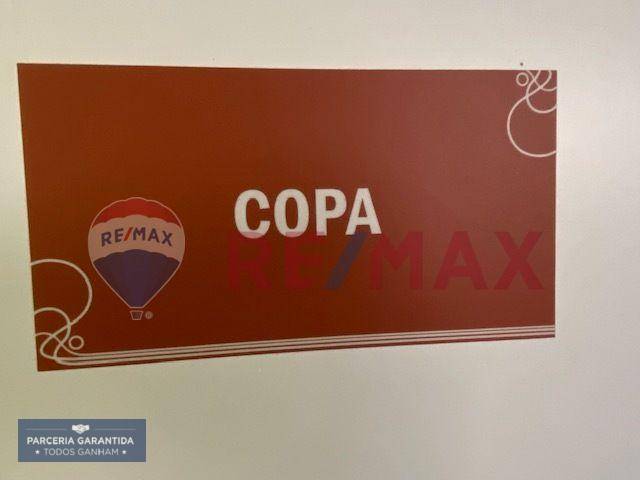 COPA
RE/MAX
RE/MAX
®
PARCERIA GARANTIDA
★ TODOS GANHAM ★